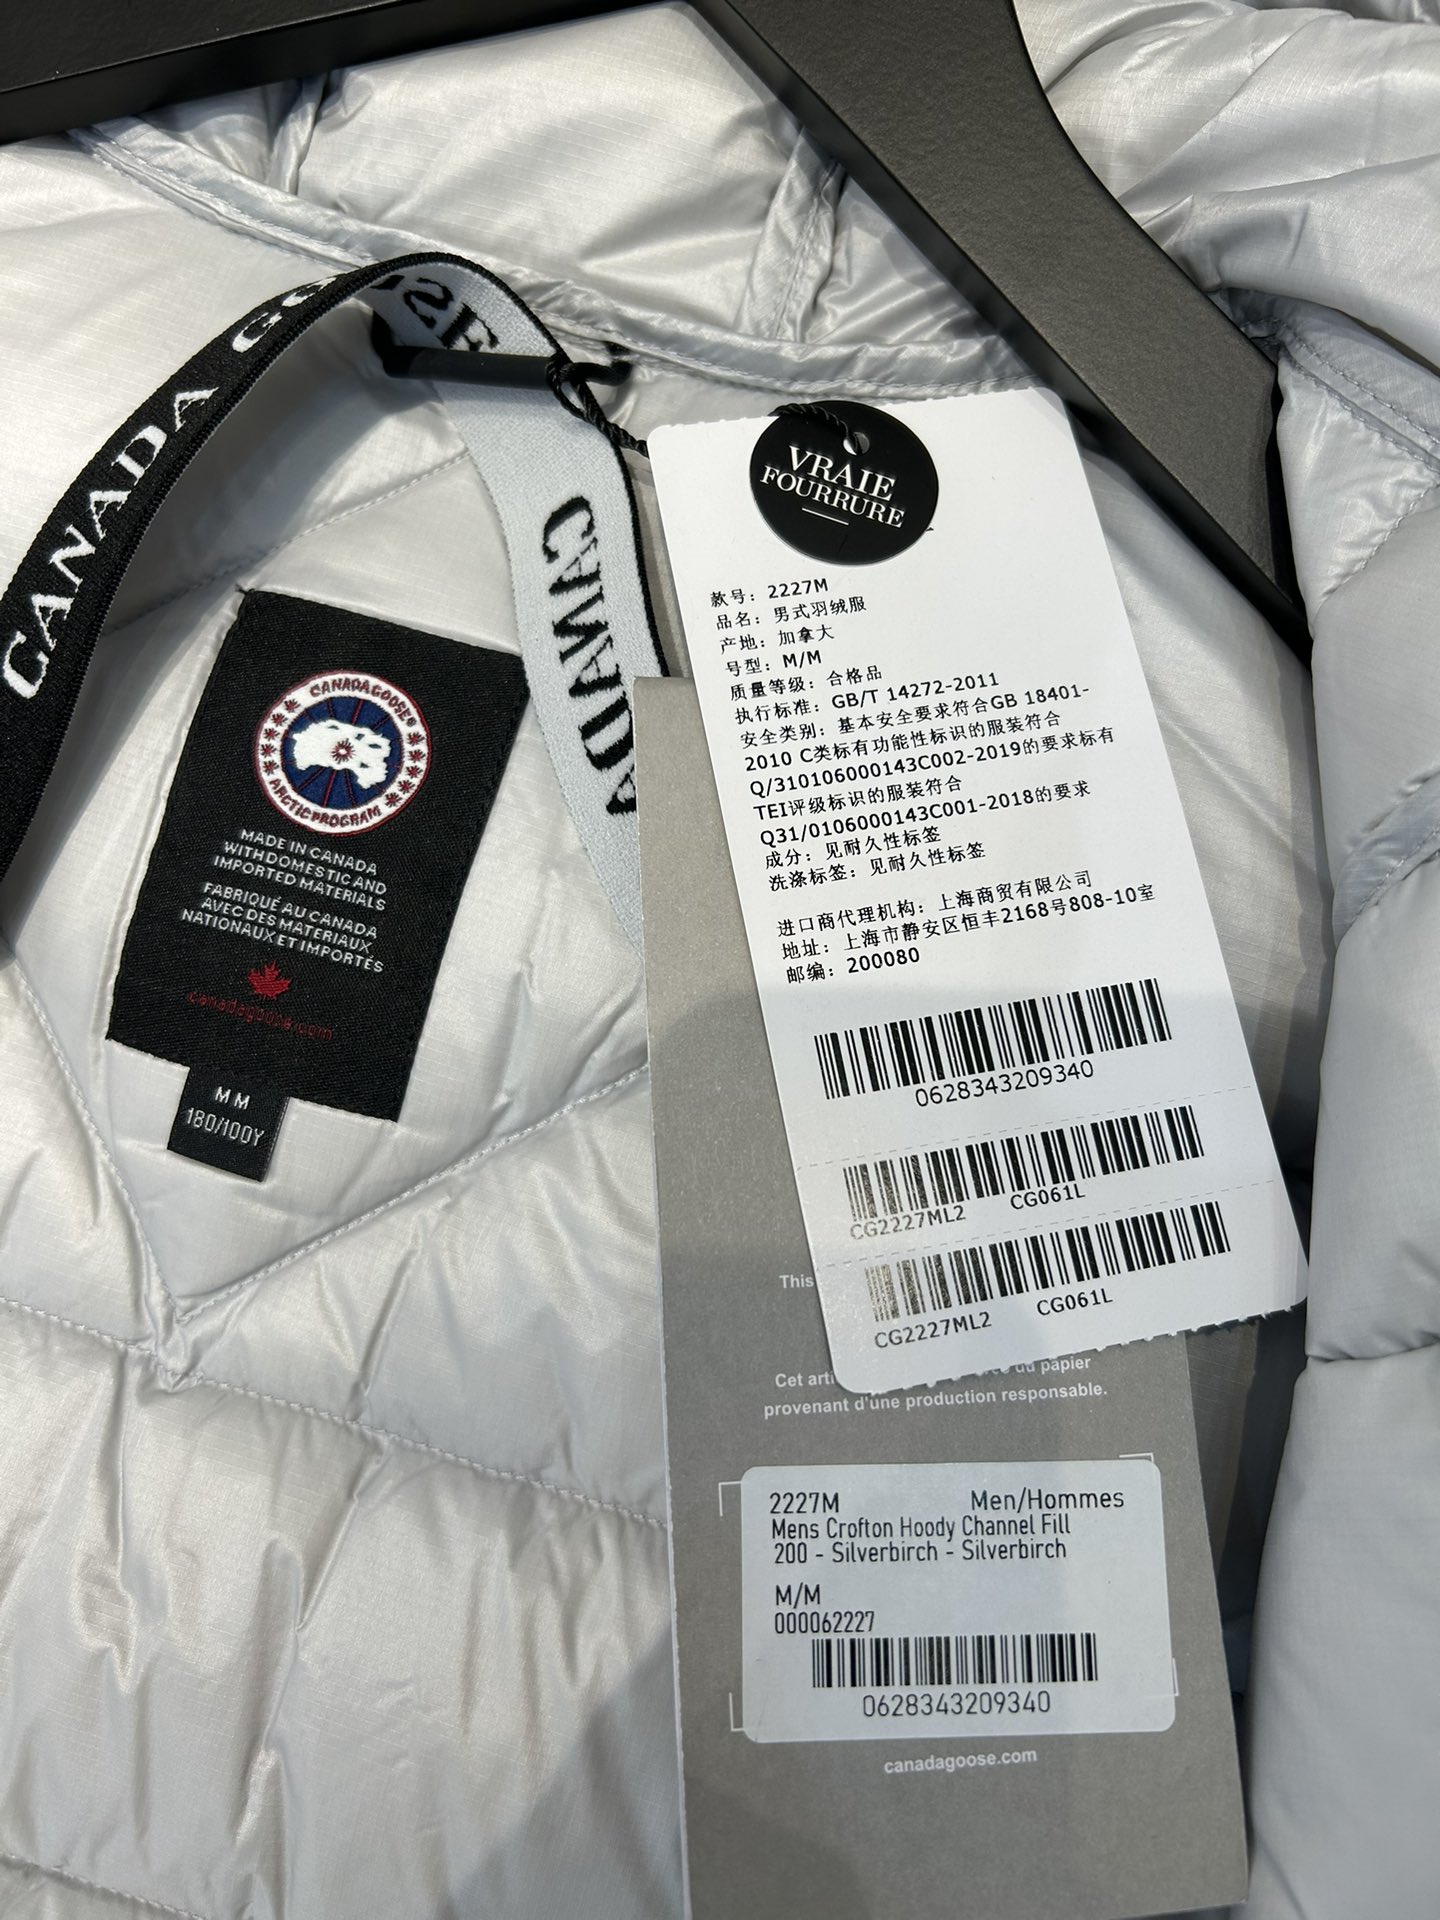 CANADA GO
OSE
CANADA
CANADA GOOSE
ARCTIC PROGRAM
MADE IN CANADA
WITH DOMESTIC AND
IMPORTED MATERIALS
FABRIQUÉ AU CANADA
AVEC DES MATERIAUX
NATIONAUX ET IMPORTÉS
canadagoose.com
M M
180/100Y
VRAIE
FOURRURE
款号：2227M
品名：男式羽绒服
产地：加拿大
号型：M/M
质量等级：合格品
执行标准：GB/T 14272-2011
安全类别：基本安全要求符合GB 18401-
2010 C类标有功能性标识的服装符合
Q/310106000143C002-2019的要求标有
TEI评级标识的服装符合
Q31/0106000143C001-2018的要求
成分：见耐久性标签
洗涤标签：见耐久性标签
进口商代理机构：上海商贸有限公司
地址：上海市静安区恒丰2168号808-10室
邮编：200080
0628343209340
CG2227ML2 CG061L
CG2227ML2 CG061L
This
Cet arti du papier
provenant d'une production responsable.
2227M Men/Hommes
Mens Crofton Hoody Channel Fill
200 - Silverbirch - Silverbirch
M/M
000062227
0628343209340
canadagoose.com